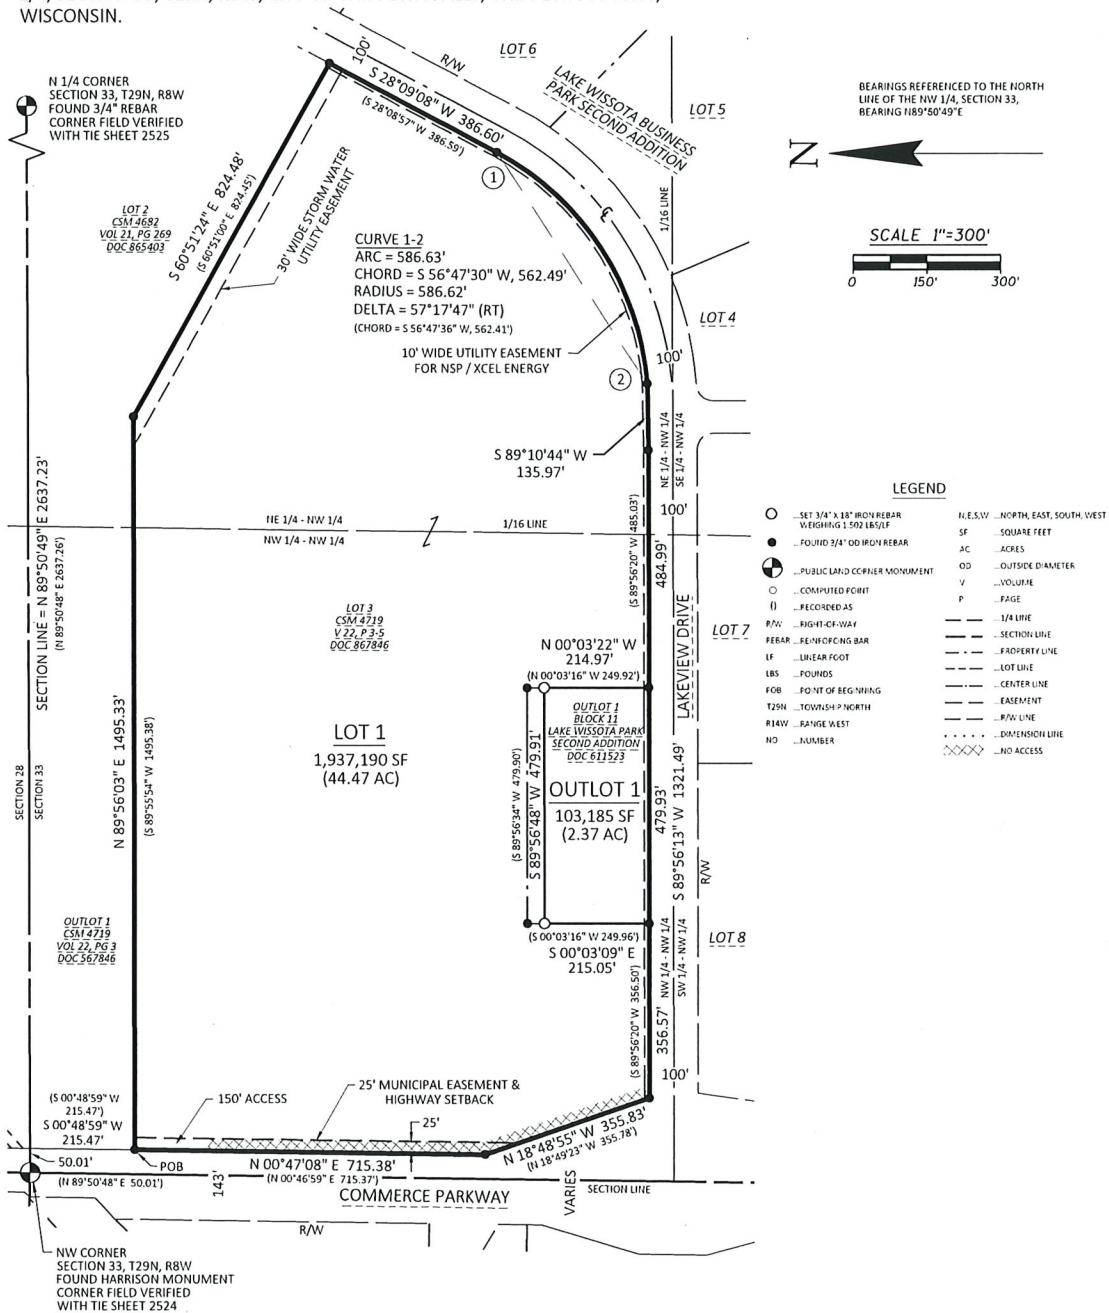 WISCONSIN.
N 1/4 CORNER
SECTION 33, T29N, R8W
FOUND 3/4" REBAR
CORNER FIELD VERIFIED
WITH TIE SHEET 2525
LOT 6
R/W
100'
LAKE WISSOTA BUSINESS
PARK SECOND ADDITION
LOT 5
BEARINGS REFERENCED TO THE NORTH
LINE OF THE NW 1/4, SECTION 33,
BEARING N89°50'49"E
N
SCALE 1"=300'
0 150' 300'
S 28°09'08" W 386.60'
(S 28°08'57" W 386.59')
1
S 60°51'24" E 824.48'
(S 60°51'00" E 824.45')
30' WIDE STORM WATER
UTILITY EASEMENT
LOT 2
CSM 4682
VOL 21, PG 269
DOC 865403
1/16 LINE
CURVE 1-2
ARC = 586.63'
CHORD = S 56°47'30" W, 562.49'
RADIUS = 586.62'
DELTA = 57°17'47" (RT)
(CHORD = S 56°47'36" W, 562.41')
10' WIDE UTILITY EASEMENT
FOR NSP / XCEL ENERGY
LOT 4
100'
2
S 89°10'44" W
135.97'
NE 1/4 - NW 1/4
SE 1/4 - NW 1/4
SECTION LINE = N 89°50'49" E 2637.23'
(N 89°50'48" E 2637.26')
NE 1/4 - NW 1/4
NW 1/4 - NW 1/4
1/16 LINE
(S 89°56'20" W 485.03')
484.99'
100'
LEGEND
SET 3/4" X 18" IRON REBAR
WEIGHING 1.502 LBS/LF
FOUND 3/4" OD IRON REBAR
PUBLIC LAND CORNER MONUMENT
COMPUTED POINT
() RECORDED AS
R/W RIGHT-OF-WAY
REBAR REINFORCING BAR
LF LINEAR FOOT
LBS POUNDS
POB POINT OF BEGINNING
T29N TOWNSHIP NORTH
R14W RANGE WEST
NO NUMBER
N,E,S,W NORTH, EAST, SOUTH, WEST
SF SQUARE FEET
AC ACRES
OD OUTSIDE DIAMETER
V VOLUME
P PAGE
1/4 LINE
SECTION LINE
PROPERTY LINE
LOT LINE
CENTER LINE
EASEMENT
R/W LINE
DIMENSION LINE
NO ACCESS
LOT 3
CSM 4719
V 22, P 3-5
DOC 867846
N 00°03'22" W
214.97'
(N 00°03'16" W 249.92')
LAKEVIEW DRIVE
LOT 7
LOT 1
1,937,190 SF
(44.47 AC)
OUTLOT 1
BLOCK 11
LAKE WISSOTA PARK
SECOND ADDITION
DOC 611523
OUTLOT 1
103,185 SF
(2.37 AC)
(S 89°56'34" W 479.90')
S 89°56'48" W 479.91'
479.93'
S 89°56'13" W 1321.49'
R/W
SECTION 28
SECTION 33
N 89°56'03" E 1495.33'
(S 89°55'54" W 1495.38')
OUTLOT 1
CSM 4719
VOL 22, PG 3
DOC 567846
(S 00°03'16" W 249.96')
S 00°03'09" E
215.05'
LOT 8
NW 1/4 - NW 1/4
SW 1/4 - NW 1/4
(S 89°56'20" W 356.50')
356.57'
100'
(S 00°48'59" W
215.47')
S 00°48'59" W
215.47'
150' ACCESS
25' MUNICIPAL EASEMENT &
HIGHWAY SETBACK
25'
50.01'
(N 89°50'48" E 50.01')
POB
143'
N 00°47'08" E 715.38'
(N 00°46'59" E 715.37')
N 18°48'55" W 355.83'
(N 18°49'23" W 355.78')
COMMERCE PARKWAY
VARIES
SECTION LINE
R/W
NW CORNER
SECTION 33, T29N, R8W
FOUND HARRISON MONUMENT
CORNER FIELD VERIFIED
WITH TIE SHEET 2524